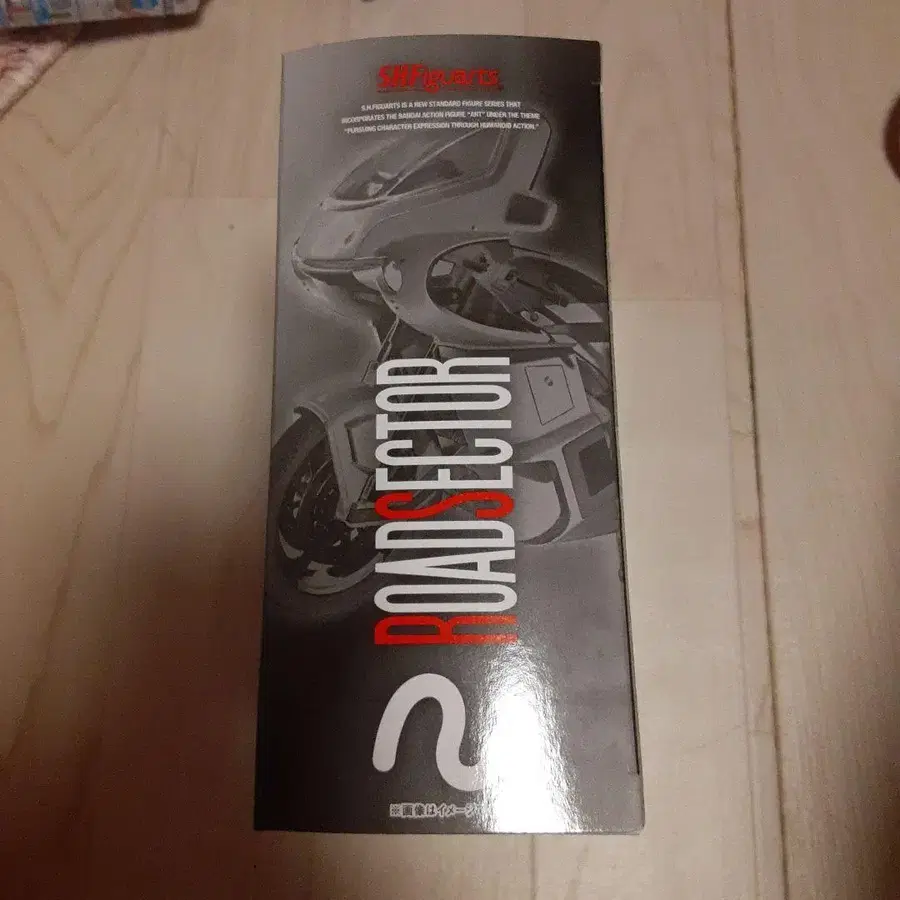 S.H.Figuarts
S.H.FIGUARTS IS A NEW STANDARD FIGURE SERIES THAT
INCORPORATES THE BANDAI ACTION FIGURE "ART" UNDER THE THEME
"PURSUING CHARACTER EXPRESSION THROUGH HUMANOID ACTION."
ROADSECTOR
※画像はイメージ